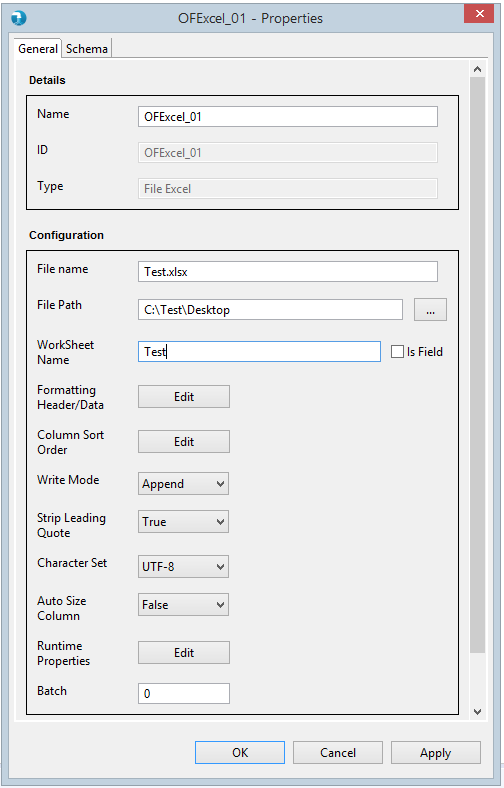 OFExcel_01 - Properties
General Schema
Details
Name OFExcel_01
ID OFExcel_01
Type File Excel
Configuration
File name Test.xlsx
File Path C:\Test\Desktop ...
WorkSheet
Name Test Is Field
Formatting
Header/Data Edit
Column Sort
Order Edit
Write Mode Append
Strip Leading
Quote True
Character Set UTF-8
Auto Size
Column False
Runtime
Properties Edit
Batch 0
OK Cancel Apply